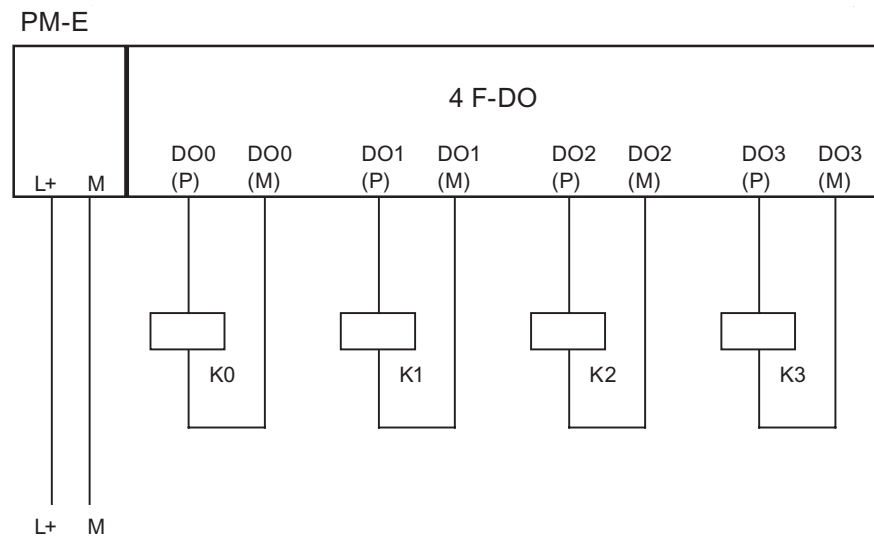 PM-E
4 F-DO
DO0 DO0 DO1 DO1 DO2 DO2 DO3 DO3
L+ M (P) (M) (P) (M) (P) (M) (P) (M)
K0 K1 K2 K3
L+ M